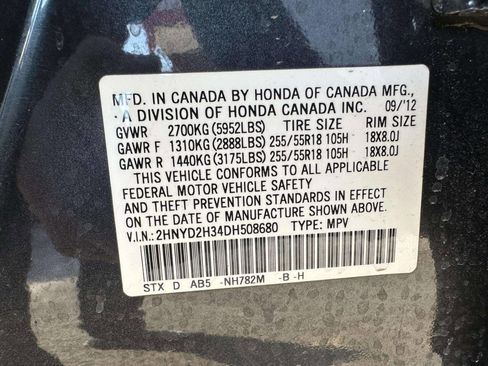 MFD. IN CANADA BY HONDA OF CANADA MFG.,
A DIVISION OF HONDA CANADA INC. 09/'12
GVWR 2700KG(5952LBS) TIRE SIZE RIM SIZE
GAWR F 1310KG(2888LBS) 255/55R18 105H 18X8.0J
GAWR R 1440KG(3175LBS) 255/55R18 105H 18X8.0J
THIS VEHICLE CONFORMS TO ALL APPLICABLE
FEDERAL MOTOR VEHICLE SAFETY
AND THEFT PREVENTION STANDARDS IN EFFECT
ON THE DATE OF MANUFACTURE SHOWN ABOVE.
V.I.N.: 2HNYD2H34DH508680 TYPE: MPV
STX D AB5 -NH782M -B -H